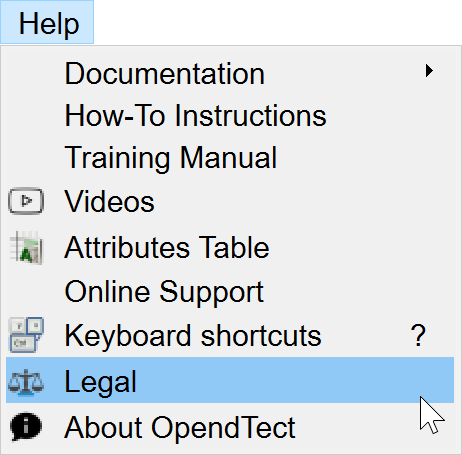 Help
Documentation
How-To Instructions
Training Manual
Videos
Attributes Table
Online Support
Keyboard shortcuts ?
Legal
About OpendTect